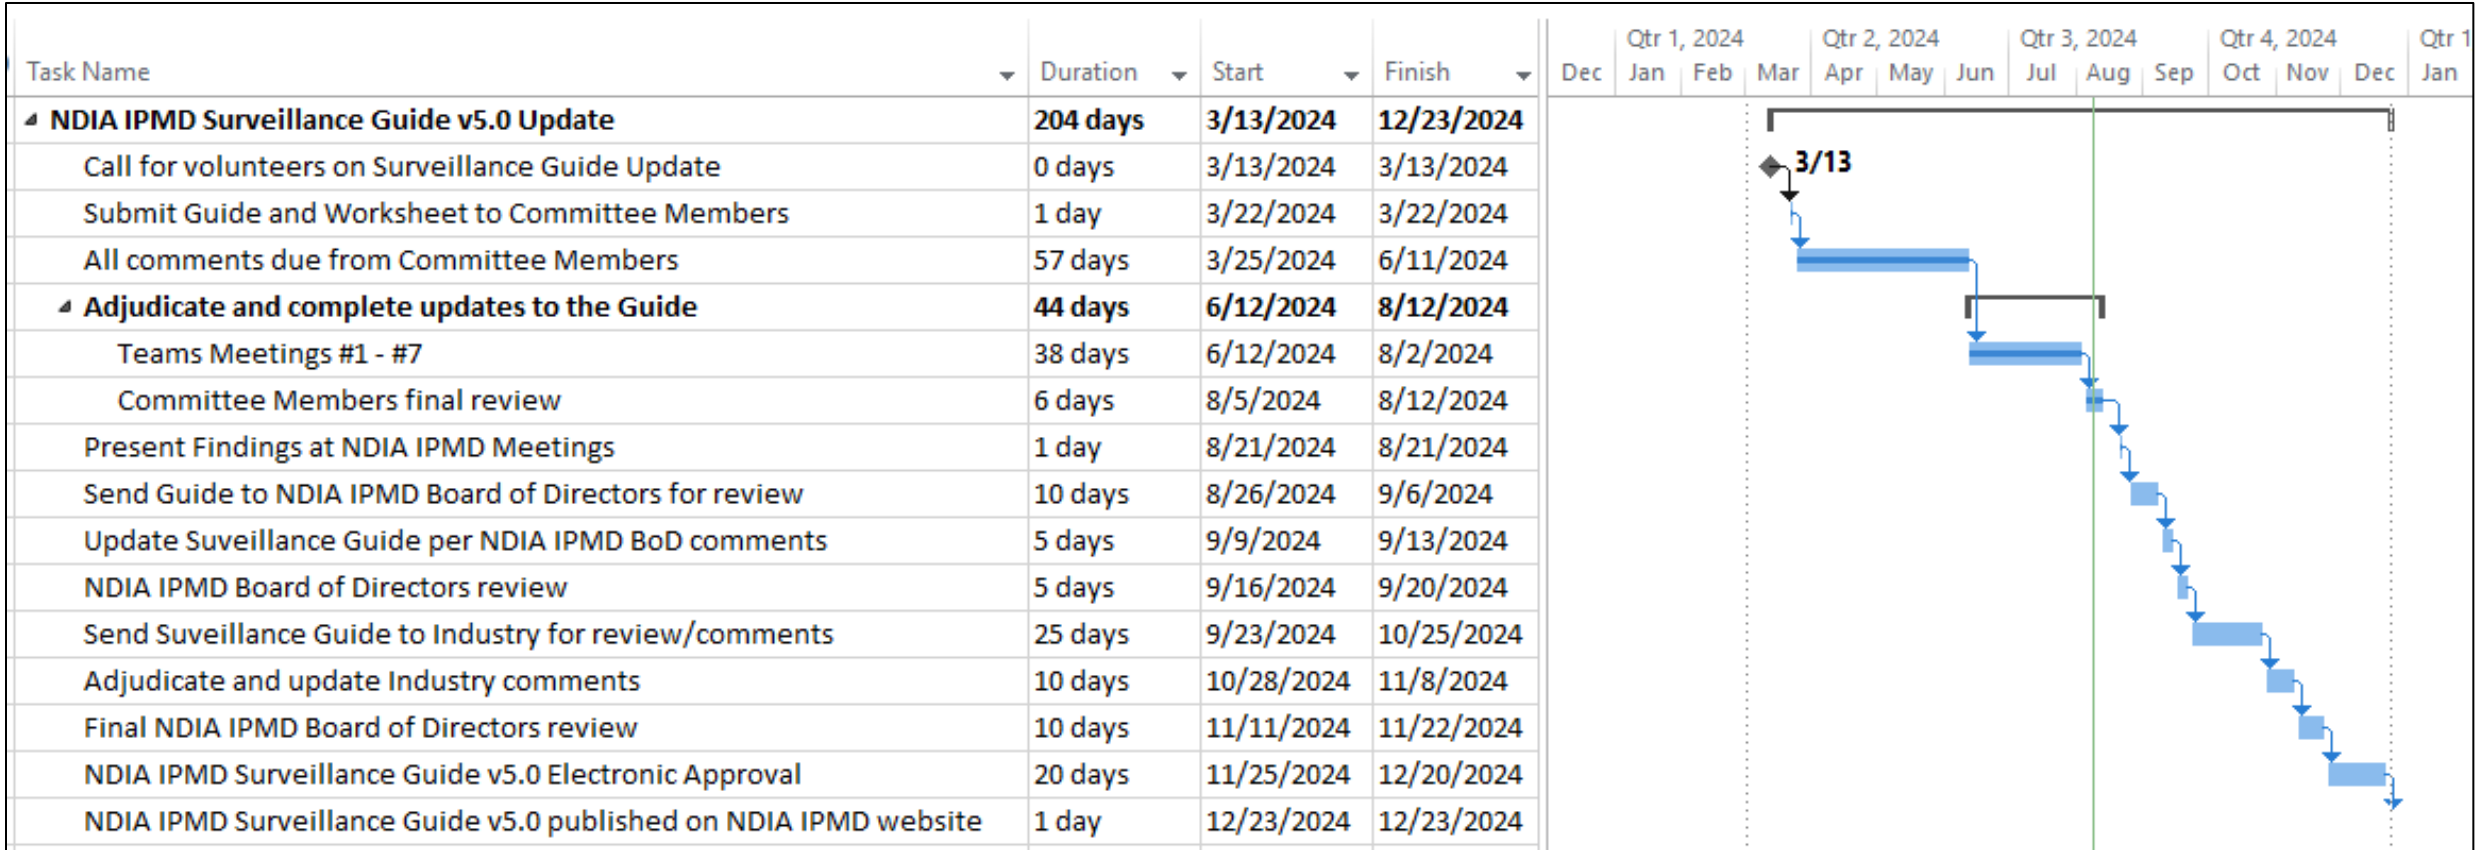 Qtr 1, 2024 Qtr 2, 2024 Qtr 3, 2024 Qtr 4, 2024 Qtr 1
Task Name Duration Start Finish Dec Jan Feb Mar Apr May Jun Jul Aug Sep Oct Nov Dec Jan
NDIA IPMD Surveillance Guide v5.0 Update 204 days 3/13/2024 12/23/2024
Call for volunteers on Surveillance Guide Update 0 days 3/13/2024 3/13/2024 3/13
Submit Guide and Worksheet to Committee Members 1 day 3/22/2024 3/22/2024
All comments due from Committee Members 57 days 3/25/2024 6/11/2024
Adjudicate and complete updates to the Guide 44 days 6/12/2024 8/12/2024
Teams Meetings #1 - #7 38 days 6/12/2024 8/2/2024
Committee Members final review 6 days 8/5/2024 8/12/2024
Present Findings at NDIA IPMD Meetings 1 day 8/21/2024 8/21/2024
Send Guide to NDIA IPMD Board of Directors for review 10 days 8/26/2024 9/6/2024
Update Suveillance Guide per NDIA IPMD BoD comments 5 days 9/9/2024 9/13/2024
NDIA IPMD Board of Directors review 5 days 9/16/2024 9/20/2024
Send Suveillance Guide to Industry for review/comments 25 days 9/23/2024 10/25/2024
Adjudicate and update Industry comments 10 days 10/28/2024 11/8/2024
Final NDIA IPMD Board of Directors review 10 days 11/11/2024 11/22/2024
NDIA IPMD Surveillance Guide v5.0 Electronic Approval 20 days 11/25/2024 12/20/2024
NDIA IPMD Surveillance Guide v5.0 published on NDIA IPMD website 1 day 12/23/2024 12/23/2024